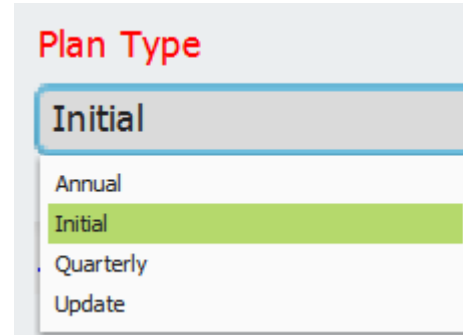 Plan Type
Initial
Annual
Initial
Quarterly
Update